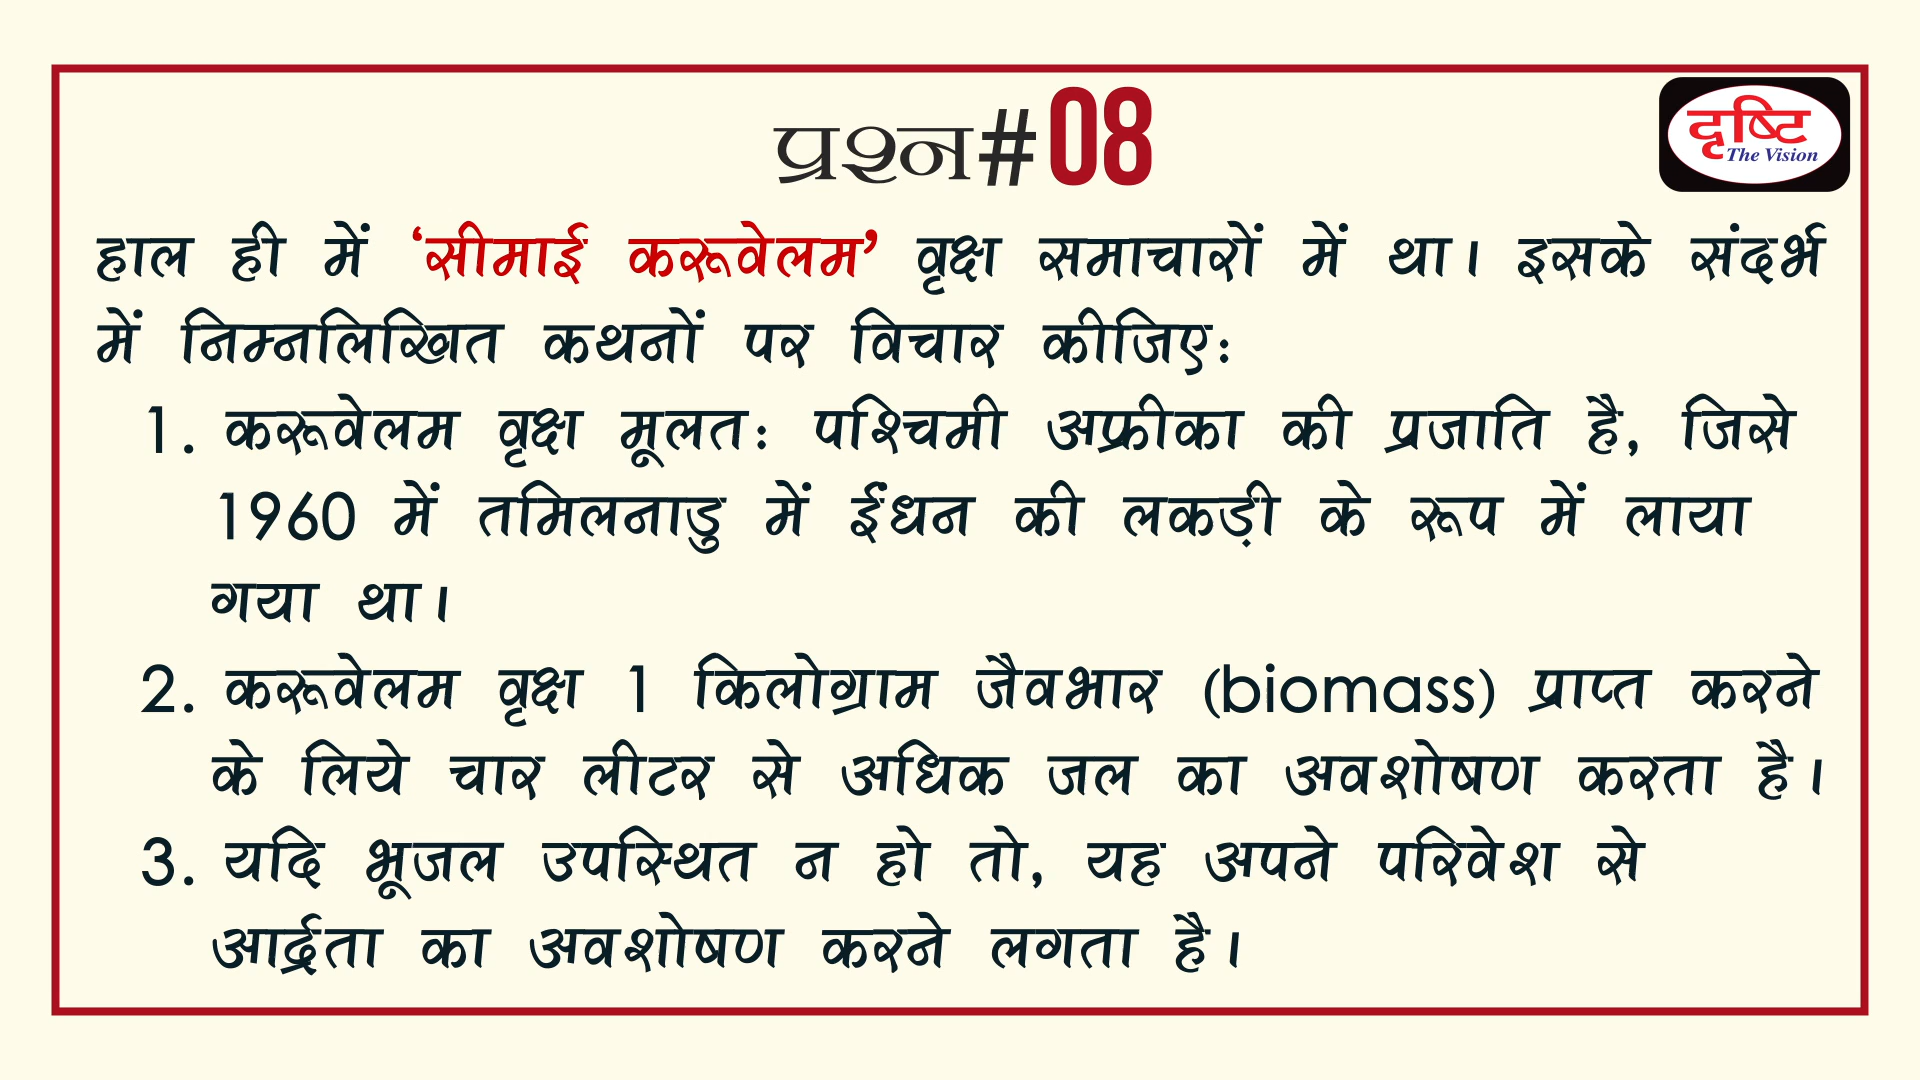 प्रश्न#08
दृष्टि
The Vision
हाल ही में ‘सीमाई करूवेलम’ वृक्ष समाचारों में था। इसके संदर्भ
में निम्नलिखित कथनों पर विचार कीजिए:
1. करूवेलम वृक्ष मूलत: पश्चिमी अफ्रीका की प्रजाति है, जिसे
1960 में तमिलनाडु में ईंधन की लकड़ी के रूप में लाया
गया था।
2. करूवेलम वृक्ष 1 किलोग्राम जैवभार (biomass) प्राप्त करने
के लिये चार लीटर से अधिक जल का अवशोषण करता है।
3. यदि भूजल उपस्थित न हो तो, यह अपने परिवेश से
आर्द्रता का अवशोषण करने लगता है।